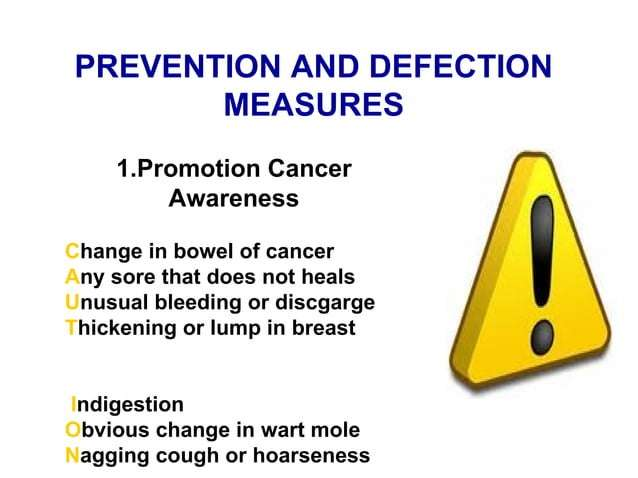 PREVENTION AND DEFECTION
MEASURES
1.Promotion Cancer
Awareness
Change in bowel of cancer
Any sore that does not heals
Unusual bleeding or discgarge
Thickening or lump in breast
Indigestion
Obvious change in wart mole
Nagging cough or hoarseness